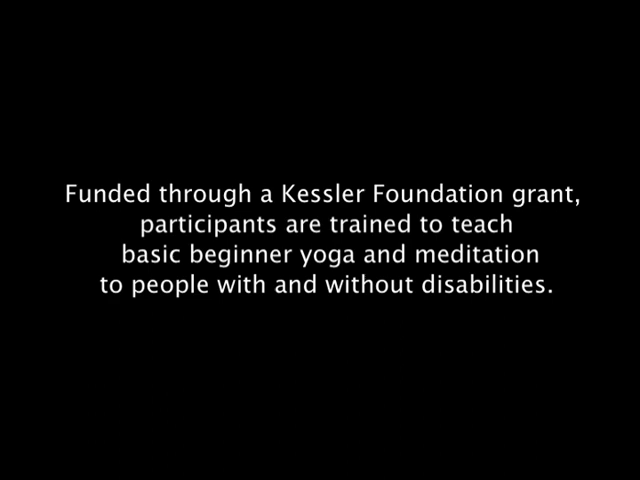 Funded through a Kessler Foundation grant,
participants are trained to teach
basic beginner yoga and meditation
to people with and without disabilities.